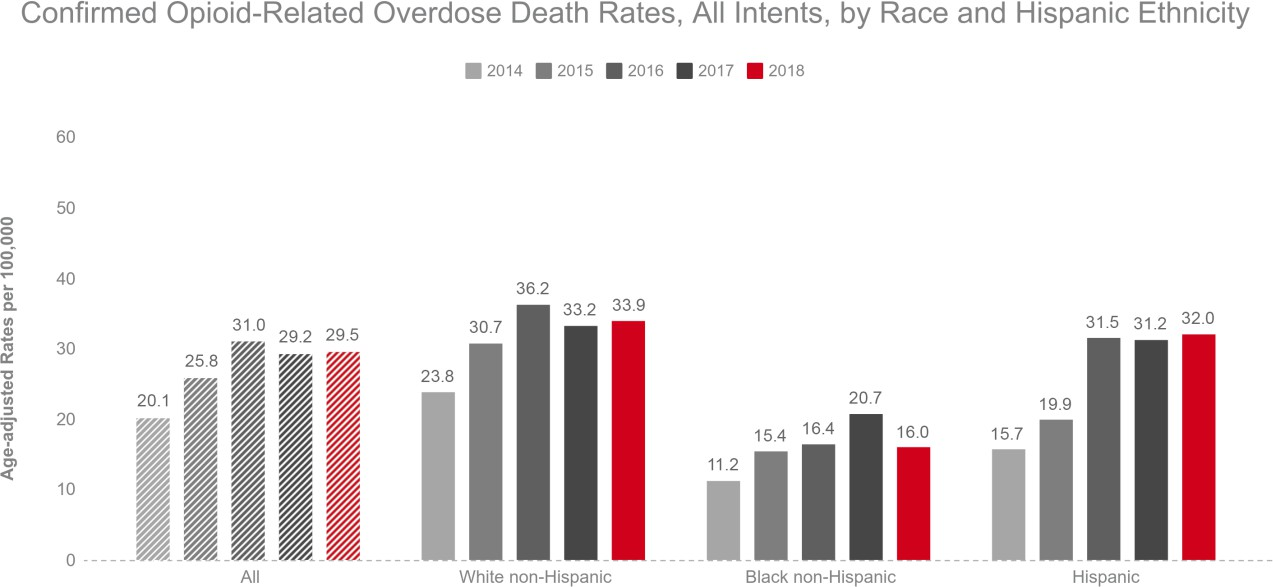 Confirmed Opioid-Related Overdose Death Rates, All Intents, by Race and Hispanic Ethnicity
2014 2015 2016 2017 2018
Age-adjusted Rates per 100,000
60
50
40
30
20
10
0
20.1 25.8 31.0 29.2 29.5
23.8 30.7 36.2 33.2 33.9
11.2 15.4 16.4 20.7 16.0
15.7 19.9 31.5 31.2 32.0
All White non-Hispanic Black non-Hispanic Hispanic